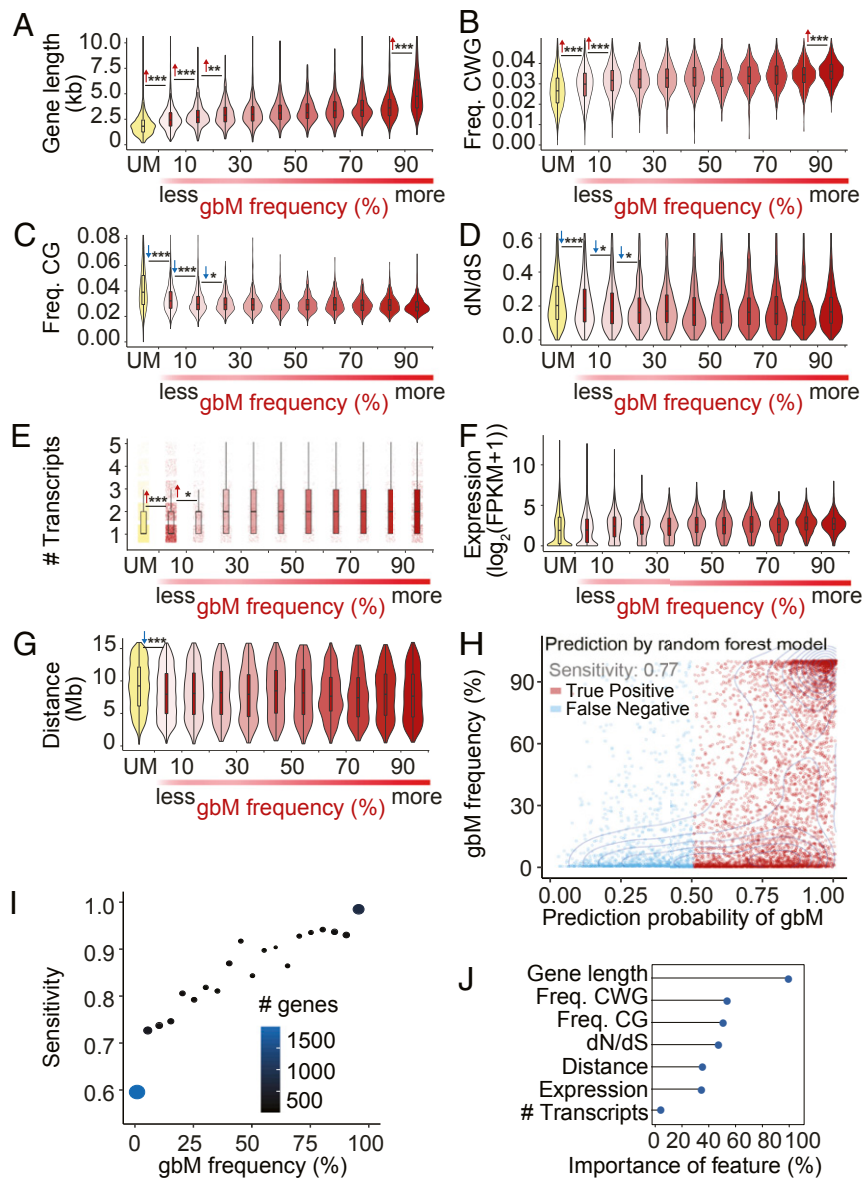 A
Gene length
(kb)
10.0
7.5
5.0
2.5
0
***
***
**
***
UM 10 30 50 70 90
less more
gbM frequency (%)
B
Freq. CWG
0.04
0.03
0.02
0.01
0.00
***
***
***
UM 10 30 50 70 90
less more
gbM frequency (%)
C
Freq. CG
0.08
0.06
0.04
0.02
0.00
***
***
*
UM 10 30 50 70 90
less more
gbM frequency (%)
D
dN/dS
0.6
0.4
0.2
0.0
***
*
*
UM 10 30 50 70 90
less more
gbM frequency (%)
E
# Transcripts
5
4
3
2
1
***
*
UM 10 30 50 70 90
less more
gbM frequency (%)
F
Expression
(log2(FPKM+1))
10
5
0
UM 10 30 50 70 90
less more
gbM frequency (%)
G
Distance
(Mb)
15
10
5
0
***
UM 10 30 50 70 90
less more
gbM frequency (%)
H
Prediction by random forest model
Sensitivity: 0.77
True Positive
False Negative
gbM frequency (%)
90
60
30
0
0.00 0.25 0.50 0.75 1.00
Prediction probability of gbM
I
Sensitivity
1.0
0.9
0.8
0.7
0.6
# genes
1500
1000
500
0 25 50 75 100
gbM frequency (%)
J
Gene length
Freq. CWG
Freq. CG
dN/dS
Distance
Expression
# Transcripts
0 20 40 60 80 100
Importance of feature (%)